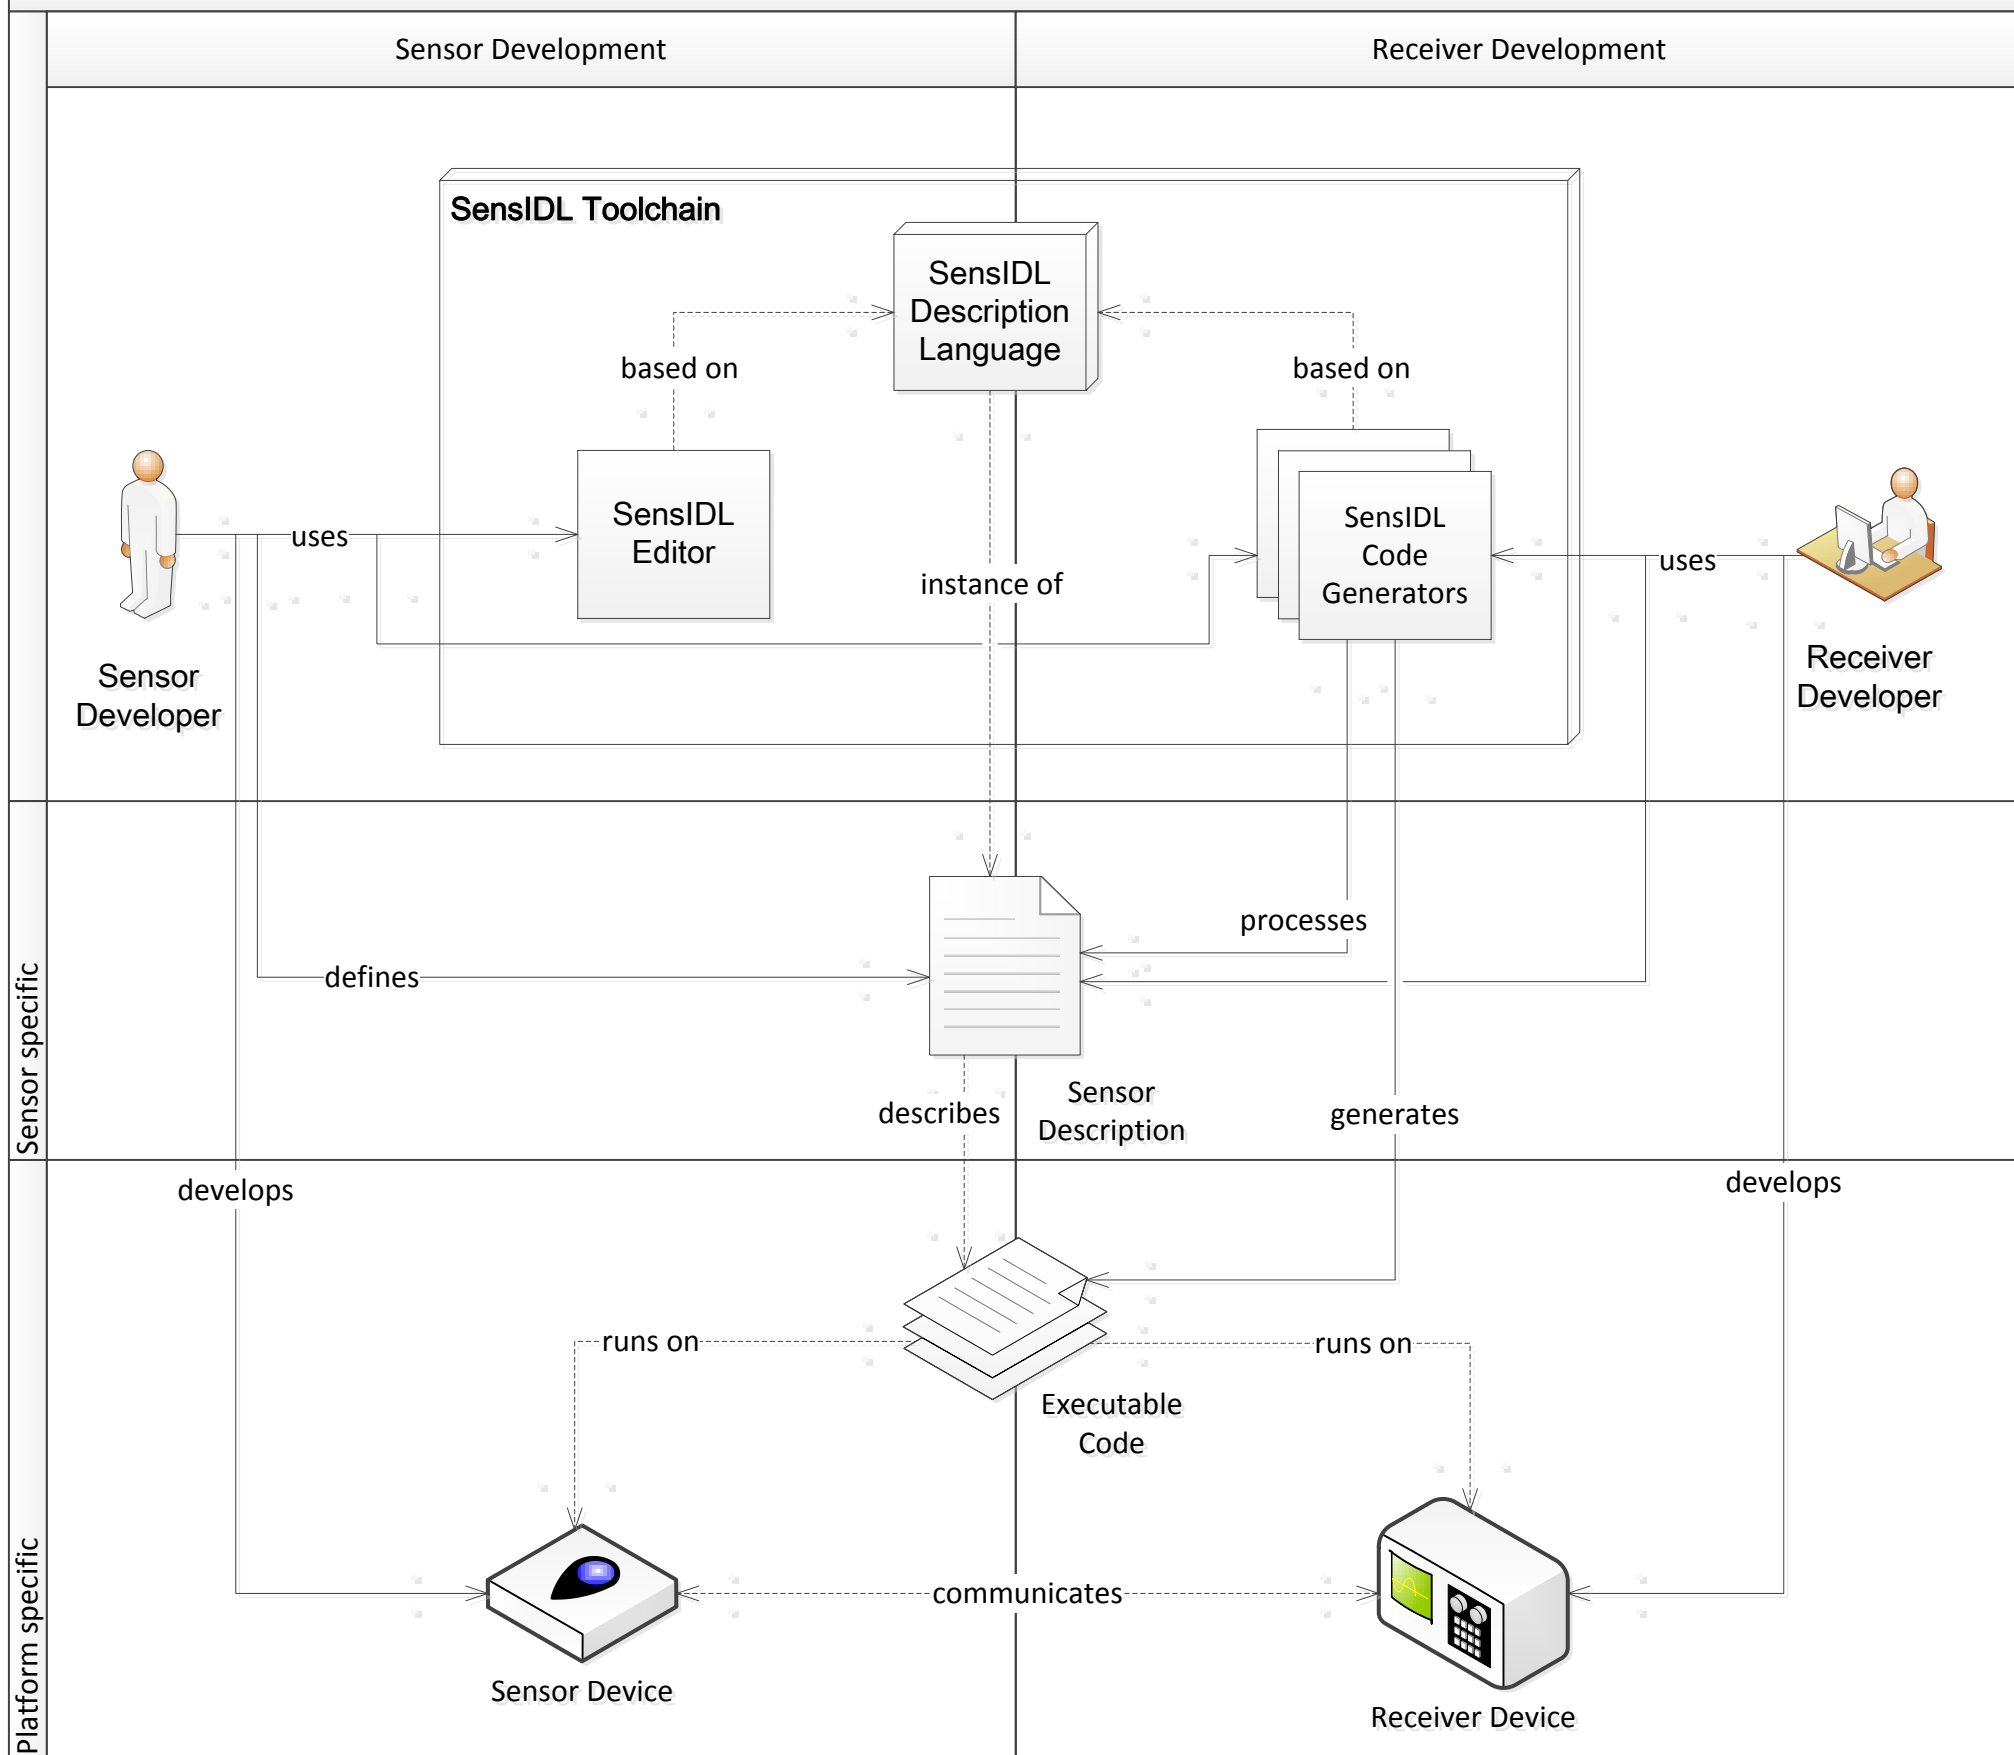 Sensor Development
Receiver Development
SensIDL Toolchain
SensIDL
Description
Language
based on
based on
SensIDL
Editor
SensIDL
Code
Generators
uses
uses
instance of
Sensor
Developer
Receiver
Developer
Sensor specific
processes
defines
Sensor
Description
describes
generates
Platform specific
develops
develops
runs on
runs on
Executable
Code
communicates
Sensor Device
Receiver Device